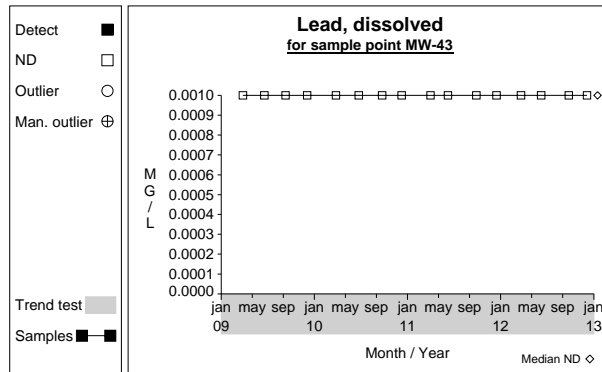 Detect
ND
Outlier
Man. outlier
Trend test
Samples
Lead, dissolved
for sample point MW-43
M
G
/
L
0.0010
0.0009
0.0008
0.0007
0.0006
0.0005
0.0004
0.0003
0.0002
0.0001
0.0000
jan may sep jan may sep jan may sep jan may sep jan
09 10 11 12 13
Month / Year
Median ND